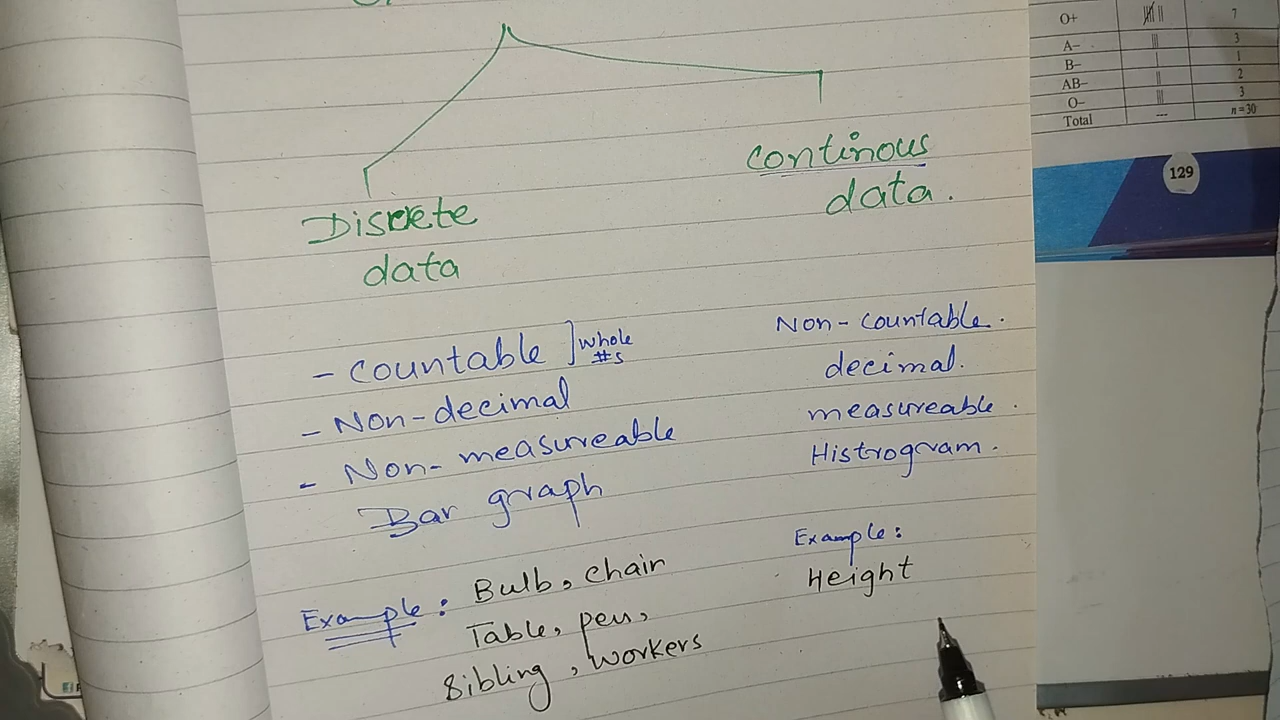 Discrete
data
- countable ] whole
#s
- Non-decimal
- Non-measureable
Bar graph
Example : Bulb, chair
Table, pen,
Sibling, workers
continous
data.
Non-countable.
decimal.
measureable.
Histrogram.
Example:
Height
O+ 7
A– 3
B– 1
AB– 2
O– 3
Total --- n=30
129